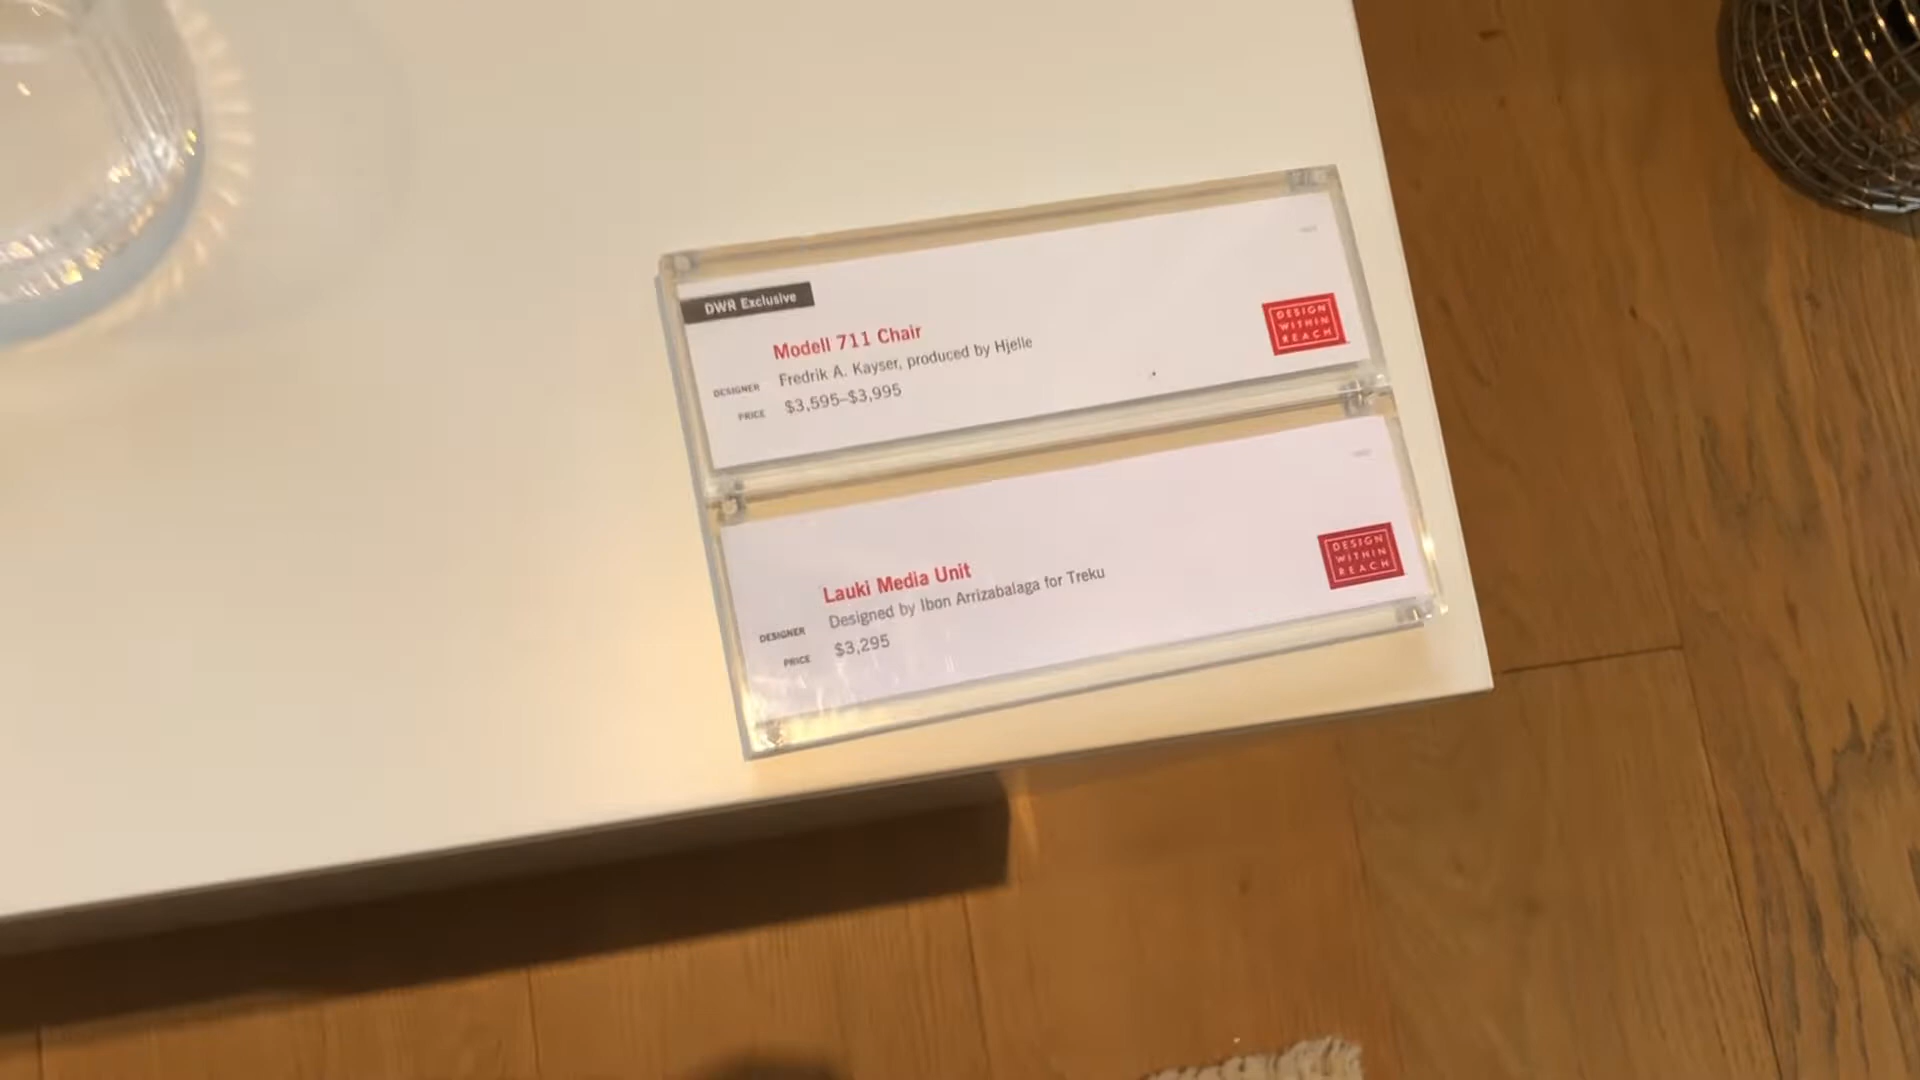 DWR Exclusive
Modell 711 Chair
DESIGNER Fredrik A. Kayser, produced by Hjelle
PRICE $3,595–$3,995
DESIGN
WITHIN
REACH
Lauki Media Unit
DESIGNER Designed by Ibon Arrizabalaga for Treku
PRICE $3,295
DESIGN
WITHIN
REACH